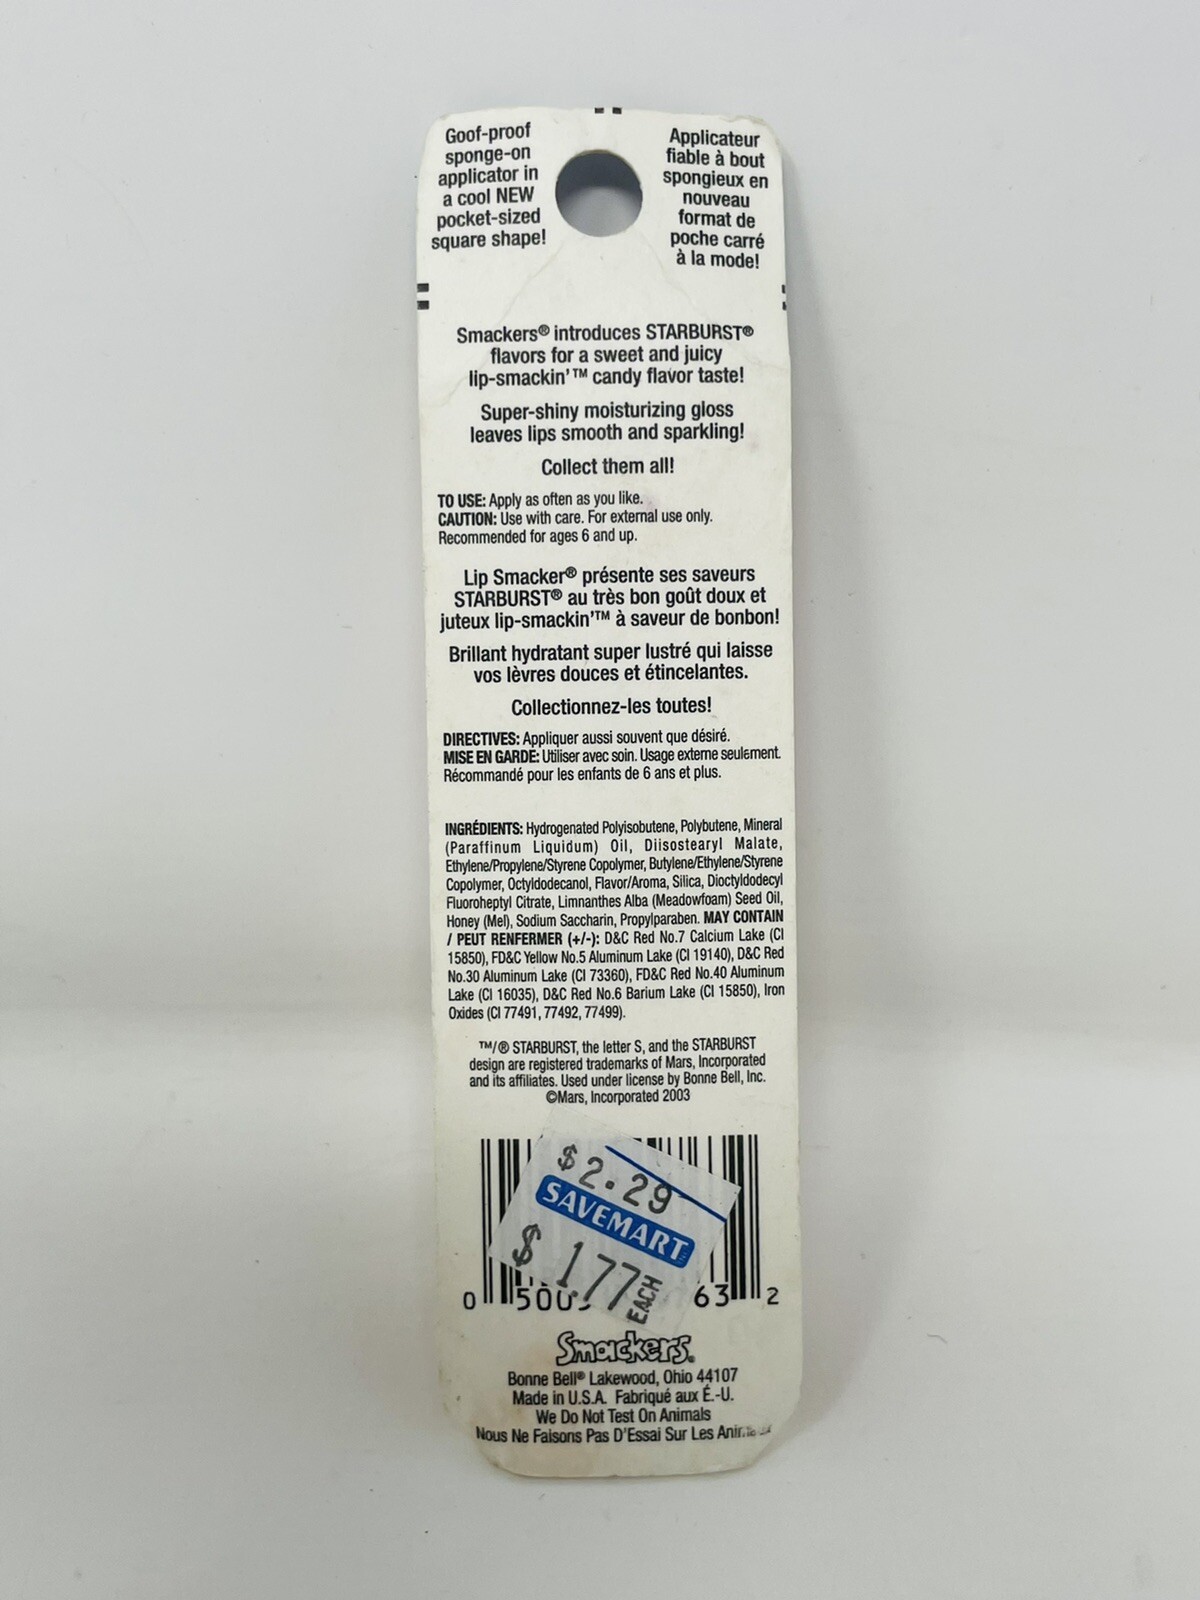 Goof-proof
sponge-on
applicator in
a cool NEW
pocket-sized
square shape!
Applicateur
fiable à bout
spongieux en
nouveau
format de
poche carré
à la mode!
Smackers® introduces STARBURST®
flavors for a sweet and juicy
lip-smackin'™ candy flavor taste!
Super-shiny moisturizing gloss
leaves lips smooth and sparkling!
Collect them all!
TO USE: Apply as often as you like.
CAUTION: Use with care. For external use only.
Recommended for ages 6 and up.
Lip Smacker® présente ses saveurs
STARBURST® au très bon goût doux et
juteux lip-smackin'™ à saveur de bonbon!
Brillant hydratant super lustré qui laisse
vos lèvres douces et étincelantes.
Collectionnez-les toutes!
DIRECTIVES: Appliquer aussi souvent que désiré.
MISE EN GARDE: Utiliser avec soin. Usage externe seulement.
Récommandé pour les enfants de 6 ans et plus.
INGRÉDIENTS: Hydrogenated Polyisobutene, Polybutene, Mineral
(Paraffinum Liquidum) Oil, Diisostearyl Malate,
Ethylene/Propylene/Styrene Copolymer, Butylene/Ethylene/Styrene
Copolymer, Octyldodecanol, Flavor/Aroma, Silica, Dioctyldodecyl
Fluoroheptyl Citrate, Limnanthes Alba (Meadowfoam) Seed Oil,
Honey (Mel), Sodium Saccharin, Propylparaben. MAY CONTAIN
/ PEUT RENFERMER (+/-): D&C Red No.7 Calcium Lake (CI
15850), FD&C Yellow No.5 Aluminum Lake (CI 19140), D&C Red
No.30 Aluminum Lake (CI 73360), FD&C Red No.40 Aluminum
Lake (CI 16035), D&C Red No.6 Barium Lake (CI 15850), Iron
Oxides (CI 77491, 77492, 77499).
™/® STARBURST, the letter S, and the STARBURST
design are registered trademarks of Mars, Incorporated
and its affiliates. Used under license by Bonne Bell, Inc.
©Mars, Incorporated 2003
$2.29
SAVEMART
$1.77 EACH
0 500 63 2
Smackers®
Bonne Bell® Lakewood, Ohio 44107
Made in U.S.A. Fabriqué aux É.-U.
We Do Not Test On Animals
Nous Ne Faisons Pas D'Essai Sur Les